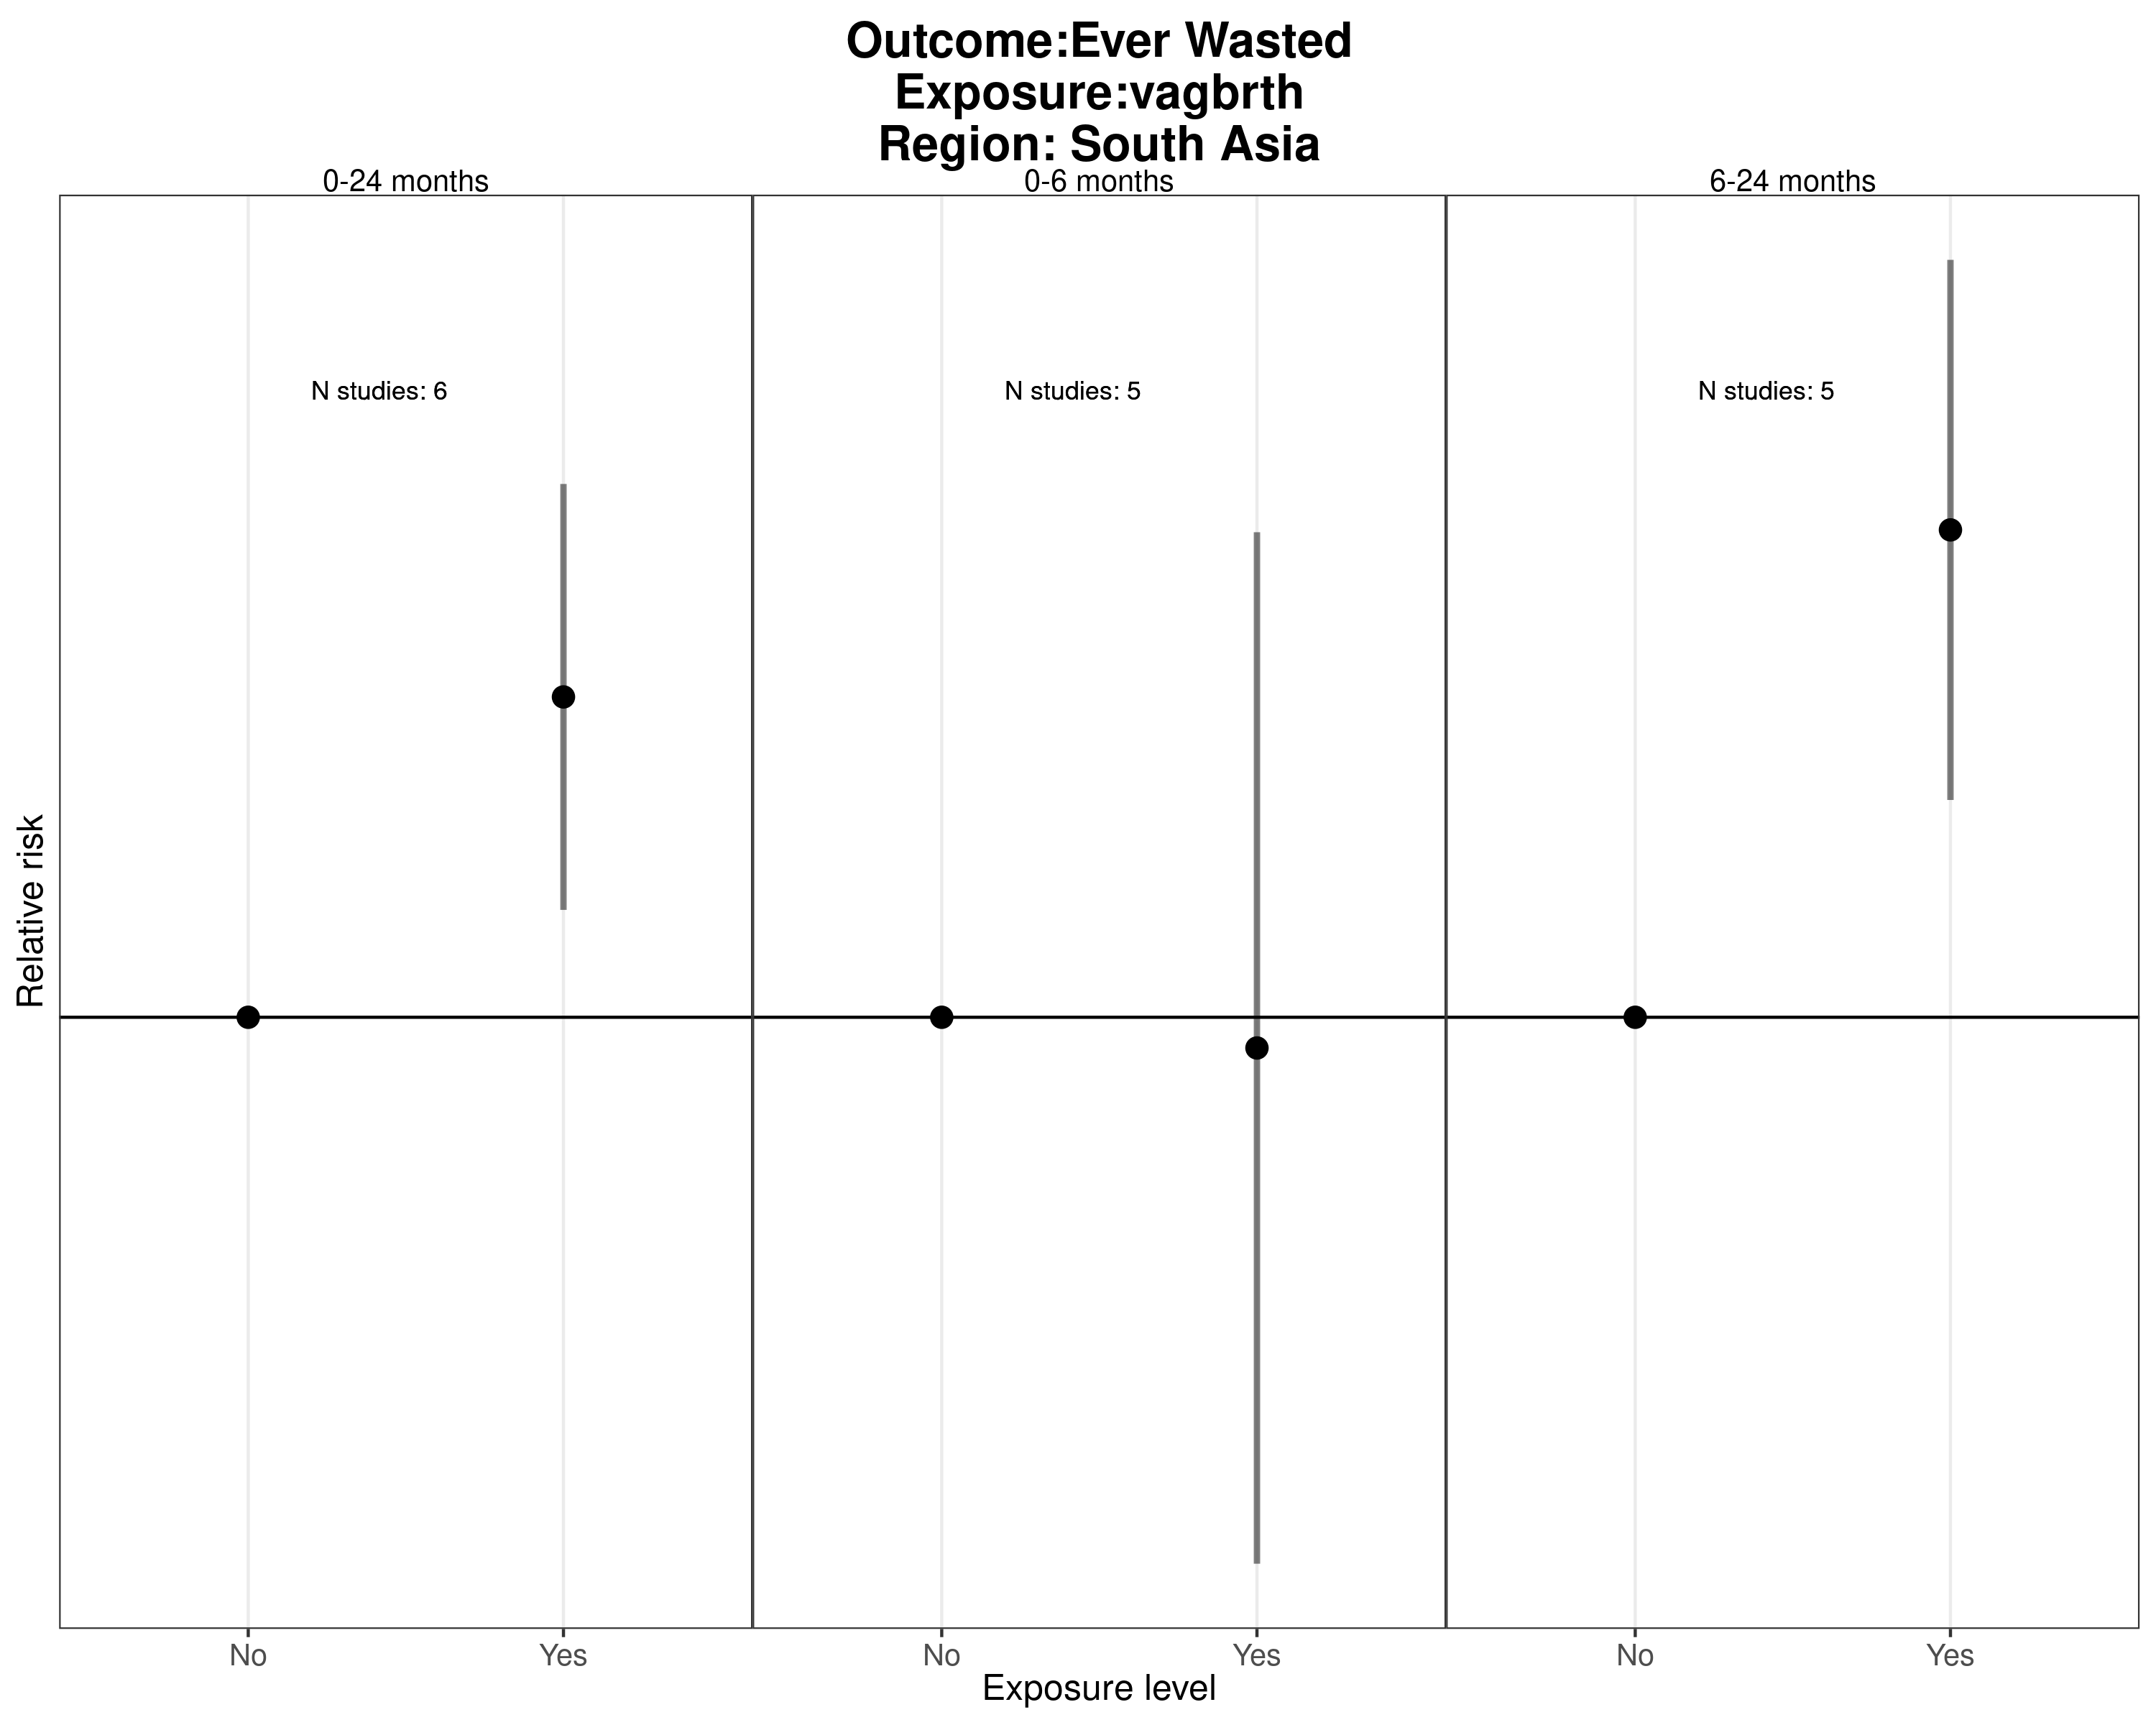 Outcome:Ever Wasted
Exposure:vagbrth
Region: South Asia
0-24 months
0-6 months
6-24 months
N studies: 6
N studies: 5
N studies: 5
Relative risk
No
Yes
No
Yes
No
Yes
Exposure level